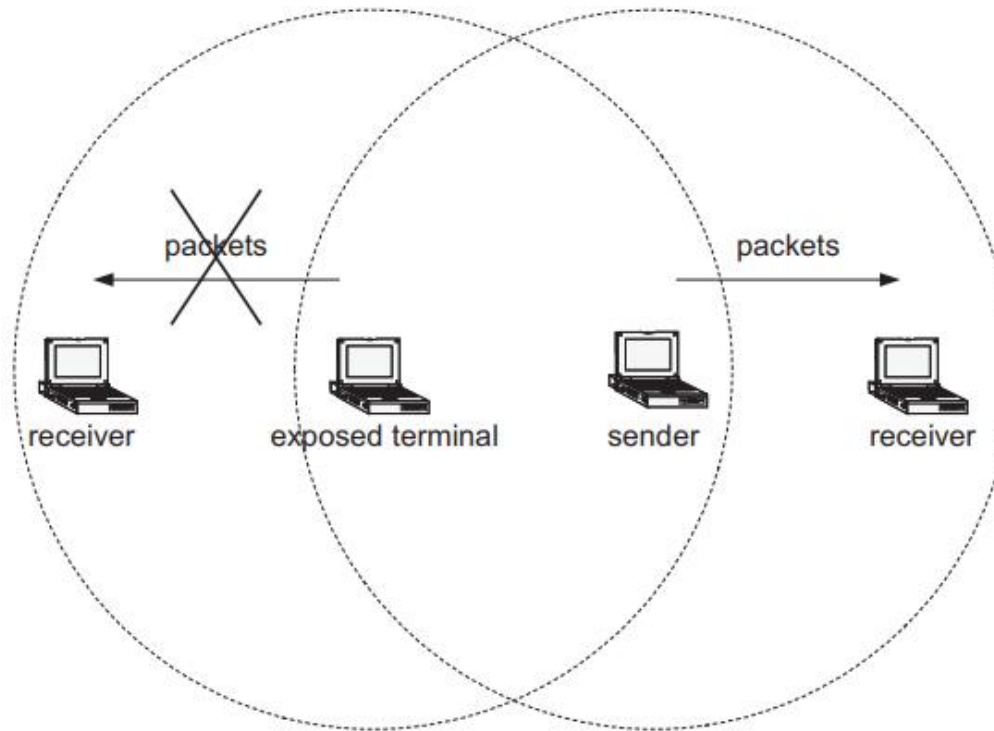 packets packets
receiver exposed terminal sender receiver